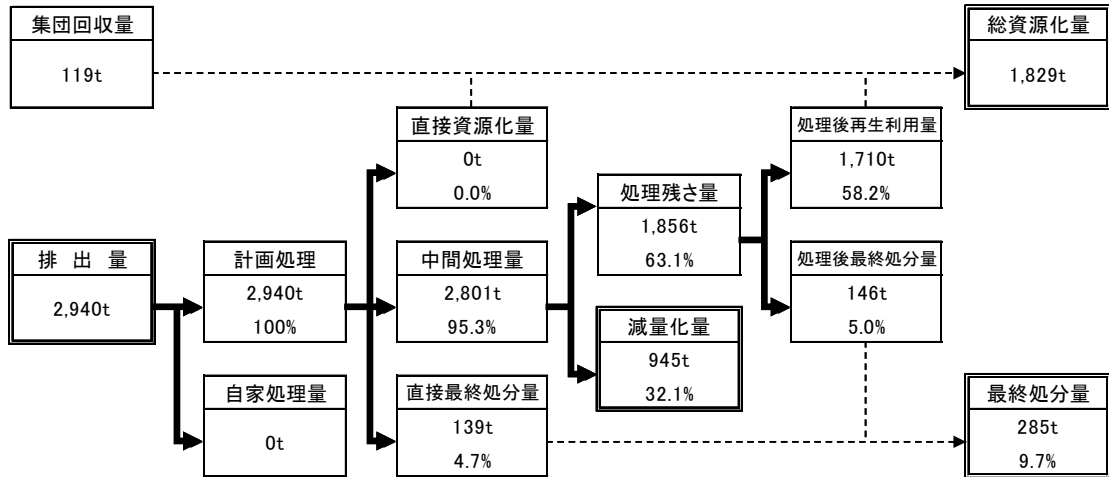 集団回収量
119t
総資源化量
1,829t
直接資源化量
0t
0.0%
処理後再生利用量
1,710t
58.2%
処理残さ量
1,856t
63.1%
排 出 量
2,940t
計画処理
2,940t
100%
中間処理量
2,801t
95.3%
処理後最終処分量
146t
5.0%
減量化量
945t
32.1%
自家処理量
0t
直接最終処分量
139t
4.7%
最終処分量
285t
9.7%